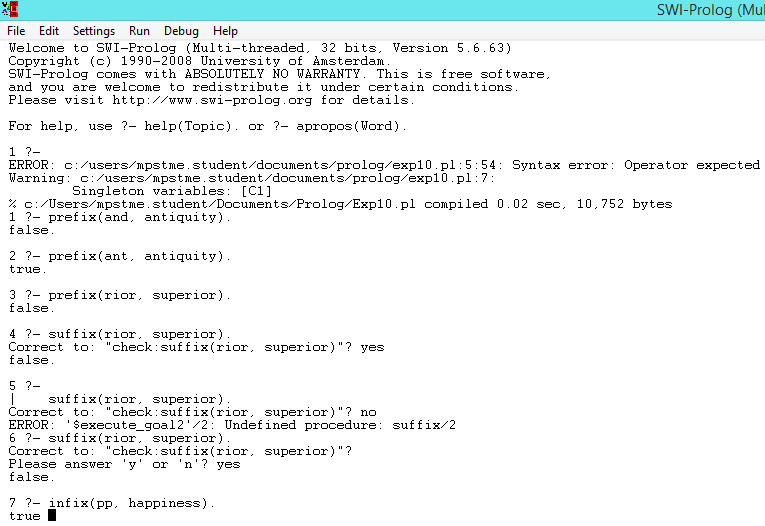 SWI-Prolog (Mu
File Edit Settings Run Debug Help
Welcome to SWI-Prolog (Multi-threaded, 32 bits, Version 5.6.63)
Copyright (c) 1990-2008 University of Amsterdam.
SWI-Prolog comes with ABSOLUTELY NO WARRANTY. This is free software,
and you are welcome to redistribute it under certain conditions.
Please visit http://www.swi-prolog.org for details.
For help, use ?- help(Topic). or ?- apropos(Word).
1 ?-
ERROR: c:/users/mpstme.student/documents/prolog/exp10.pl:5:54: Syntax error: Operator expected
Warning: c:/users/mpstme.student/documents/prolog/exp10.pl:7:
Singleton variables: [C1]
% c:/Users/mpstme.student/Documents/Prolog/Exp10.pl compiled 0.02 sec, 10,752 bytes
1 ?- prefix(and, antiquity).
false.
2 ?- prefix(ant, antiquity).
true.
3 ?- prefix(rior, superior).
false.
4 ?- suffix(rior, superior).
Correct to: "check:suffix(rior, superior)"? yes
false.
5 ?-
| suffix(rior, superior).
Correct to: "check:suffix(rior, superior)"? no
ERROR: '$execute_goal2'/2: Undefined procedure: suffix/2
6 ?- suffix(rior, superior).
Correct to: "check:suffix(rior, superior)"?
Please answer 'y' or 'n'? yes
false.
7 ?- infix(pp, happiness).
true